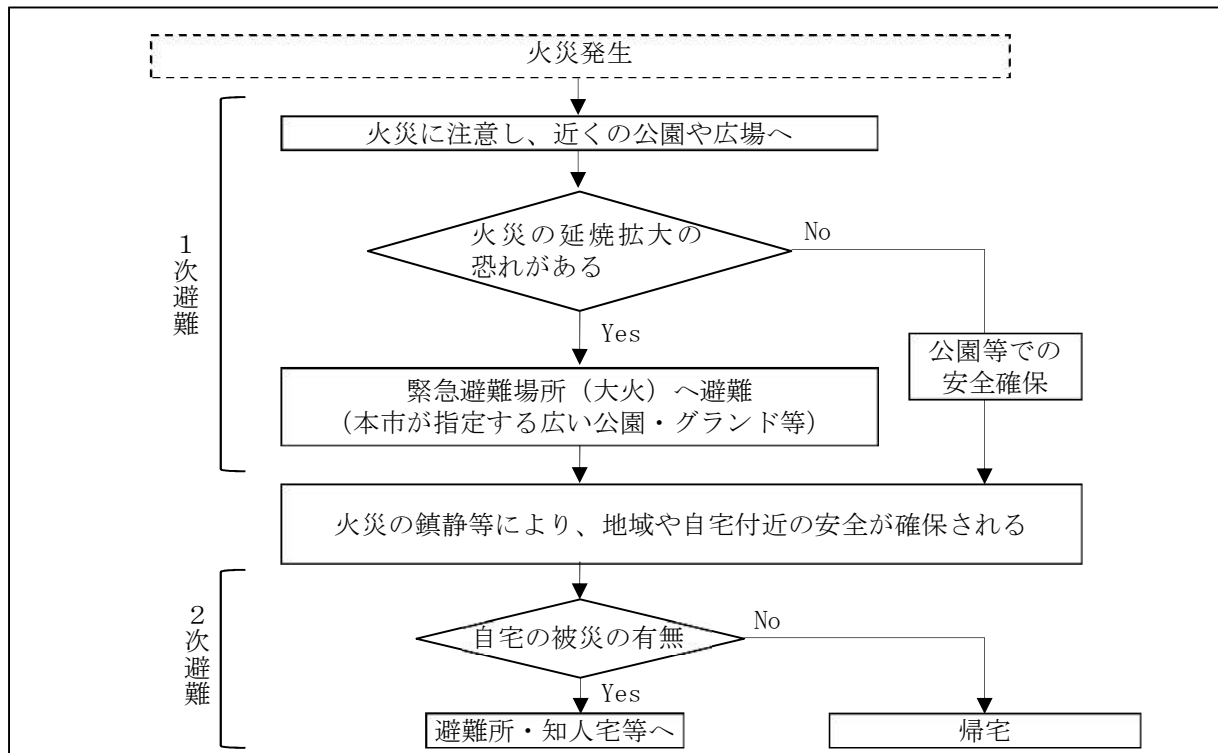 火災発生
火災に注意し、近くの公園や広場へ
1次避難
火災の延焼拡大の
恐れがある
No
Yes
公園等での
安全確保
緊急避難場所（大火）へ避難
（本市が指定する広い公園・グランド等）
火災の鎮静等により、地域や自宅付近の安全が確保される
2次避難
自宅の被災の有無
No
Yes
避難所・知人宅等へ
帰宅